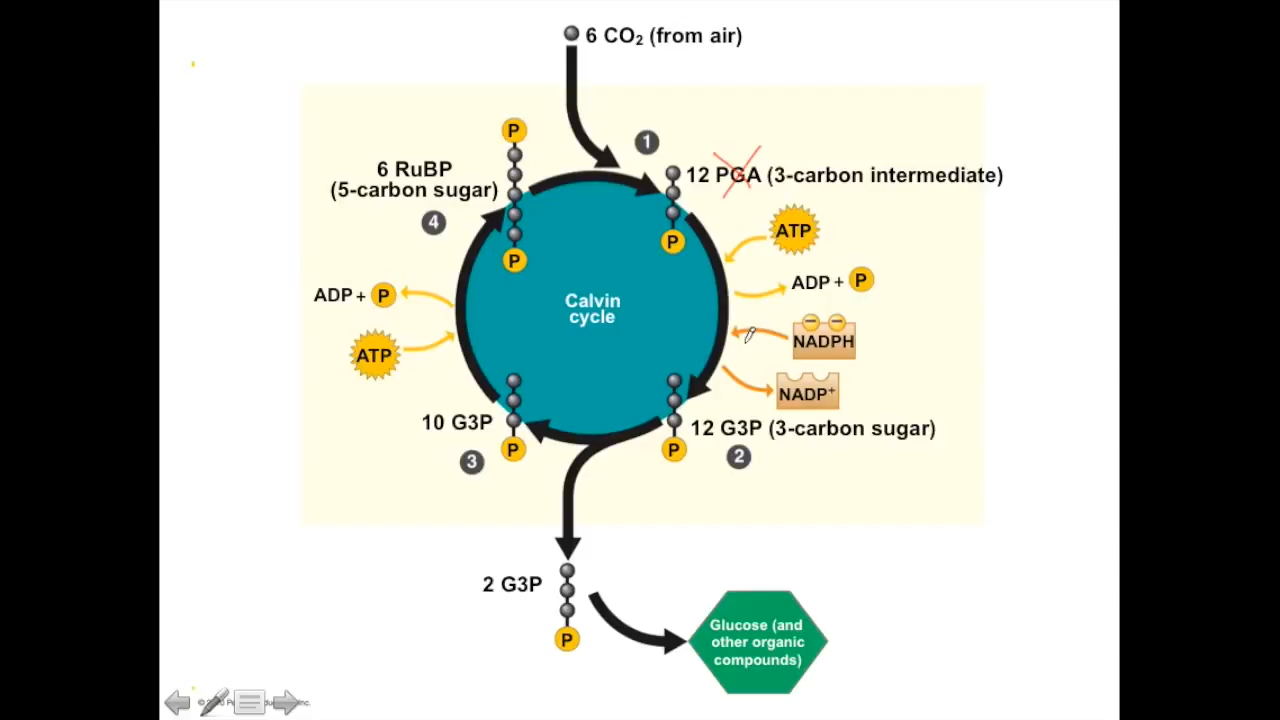 6 CO₂ (from air)
P
1
6 RuBP
(5-carbon sugar)
12 PGA (3-carbon intermediate)
4
P
P
ATP
ADP + P
ADP + P
NADPH
ATP
Calvin
cycle
NADP⁺
10 G3P
P
12 G3P (3-carbon sugar)
P
3
2
2 G3P
P
Glucose (and
other organic
compounds)